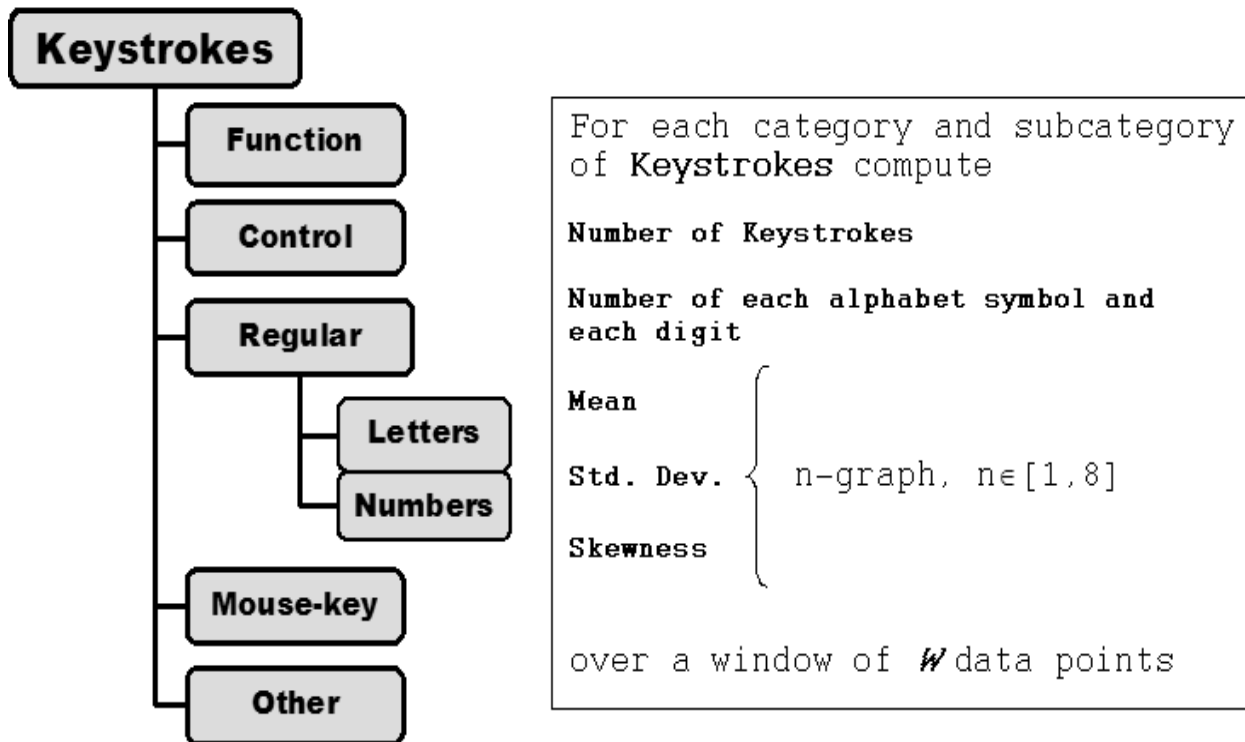 Keystrokes
Function
Control
Regular
Letters
Numbers
Mouse-key
Other
For each category and subcategory
of Keystrokes compute
Number of Keystrokes
Number of each alphabet symbol and
each digit
Mean
Std. Dev.
n-graph, n∈[1,8]
Skewness
over a window of W data points